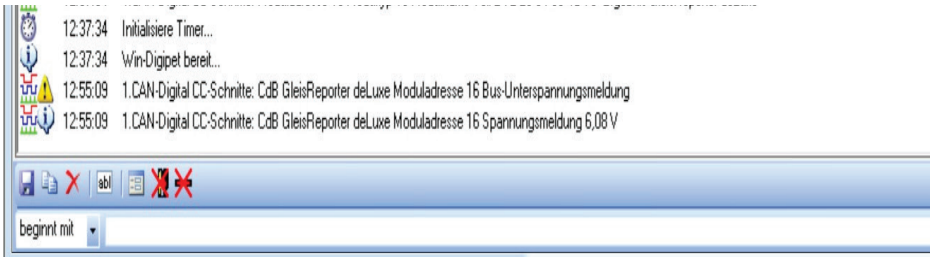 12:37:34 Initialisiere Timer...
12:37:34 Win-Digipet bereit...
12:55:09 1.CAN-Digital CC-Schnitte: CdB GleisReporter deLuxe Moduladresse 16 Bus-Unterspannungsmeldung
12:55:09 1.CAN-Digital CC-Schnitte: CdB GleisReporter deLuxe Moduladresse 16 Spannungsmeldung 6,08 V
abl
beginnt mit